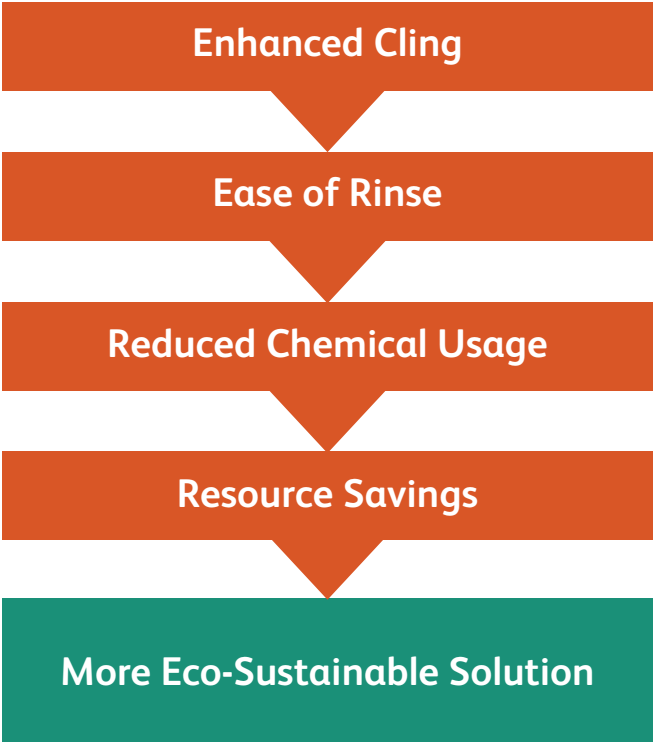 Enhanced Cling
Ease of Rinse
Reduced Chemical Usage
Resource Savings
More Eco-Sustainable Solution